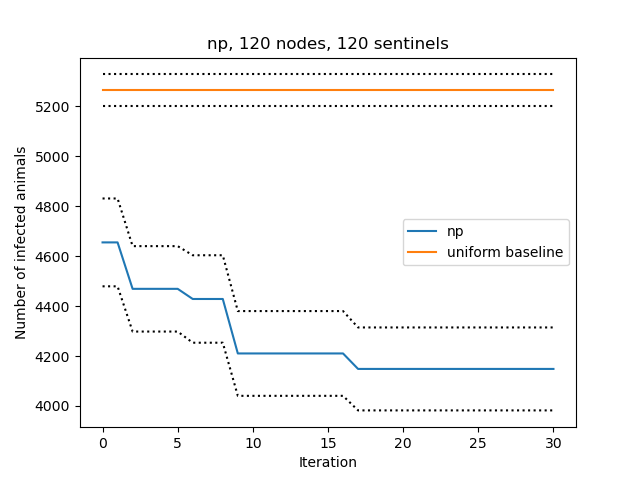 np, 120 nodes, 120 sentinels
Number of infected animals
5200
5000
4800
4600
4400
4200
4000
np
uniform baseline
0 5 10 15 20 25 30
Iteration